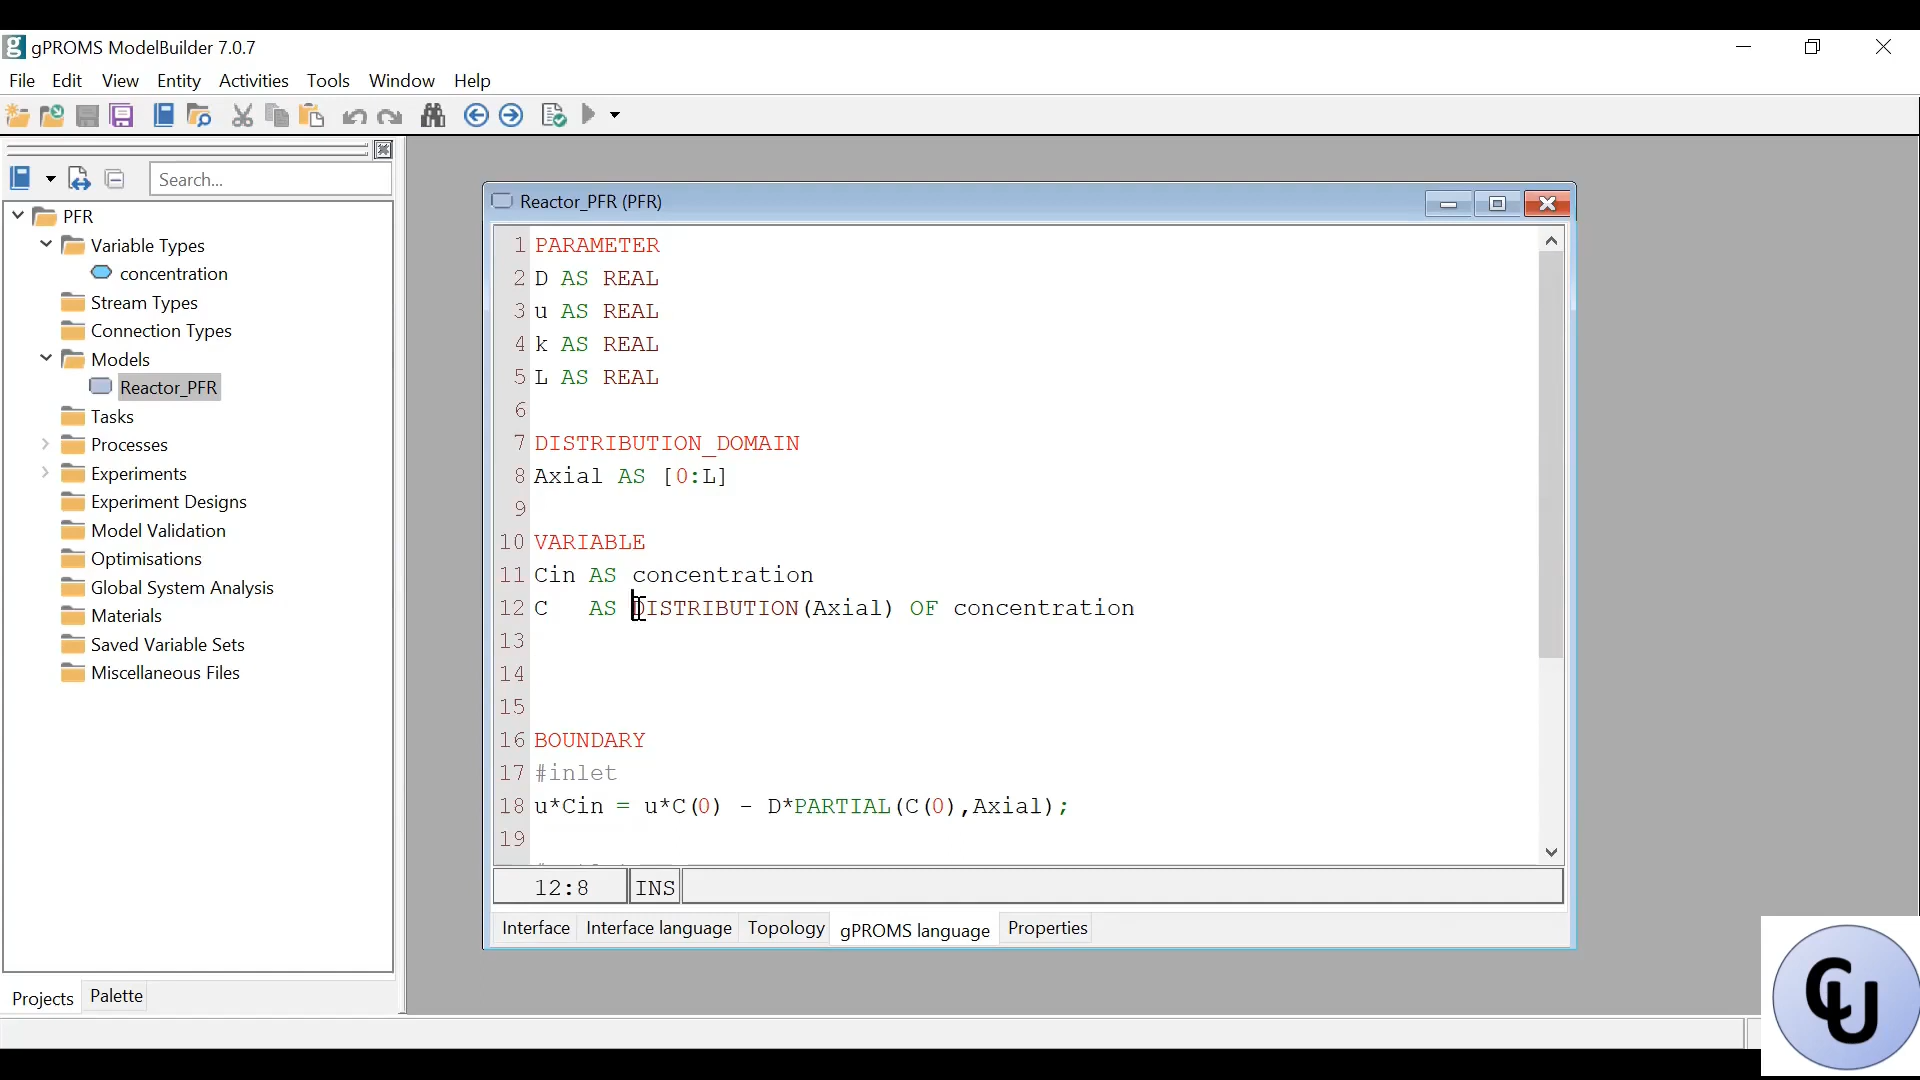 gPROMS ModelBuilder 7.0.7
File Edit View Entity Activities Tools Window Help
Search...
PFR
Variable Types
concentration
Stream Types
Connection Types
Models
Reactor_PFR
Tasks
Processes
Experiments
Experiment Designs
Model Validation
Optimisations
Global System Analysis
Materials
Saved Variable Sets
Miscellaneous Files
Projects Palette
Reactor_PFR (PFR)
1 PARAMETER
2 D AS REAL
3 u AS REAL
4 k AS REAL
5 L AS REAL
6
7 DISTRIBUTION_DOMAIN
8 Axial AS [0:L]
9
10 VARIABLE
11 Cin AS concentration
12 C   AS DISTRIBUTION(Axial) OF concentration
13
14
15
16 BOUNDARY
17 #inlet
18 u*Cin = u*C(0) - D*PARTIAL(C(0),Axial);
19
12:8 INS
Interface Interface language Topology gPROMS language Properties
CU